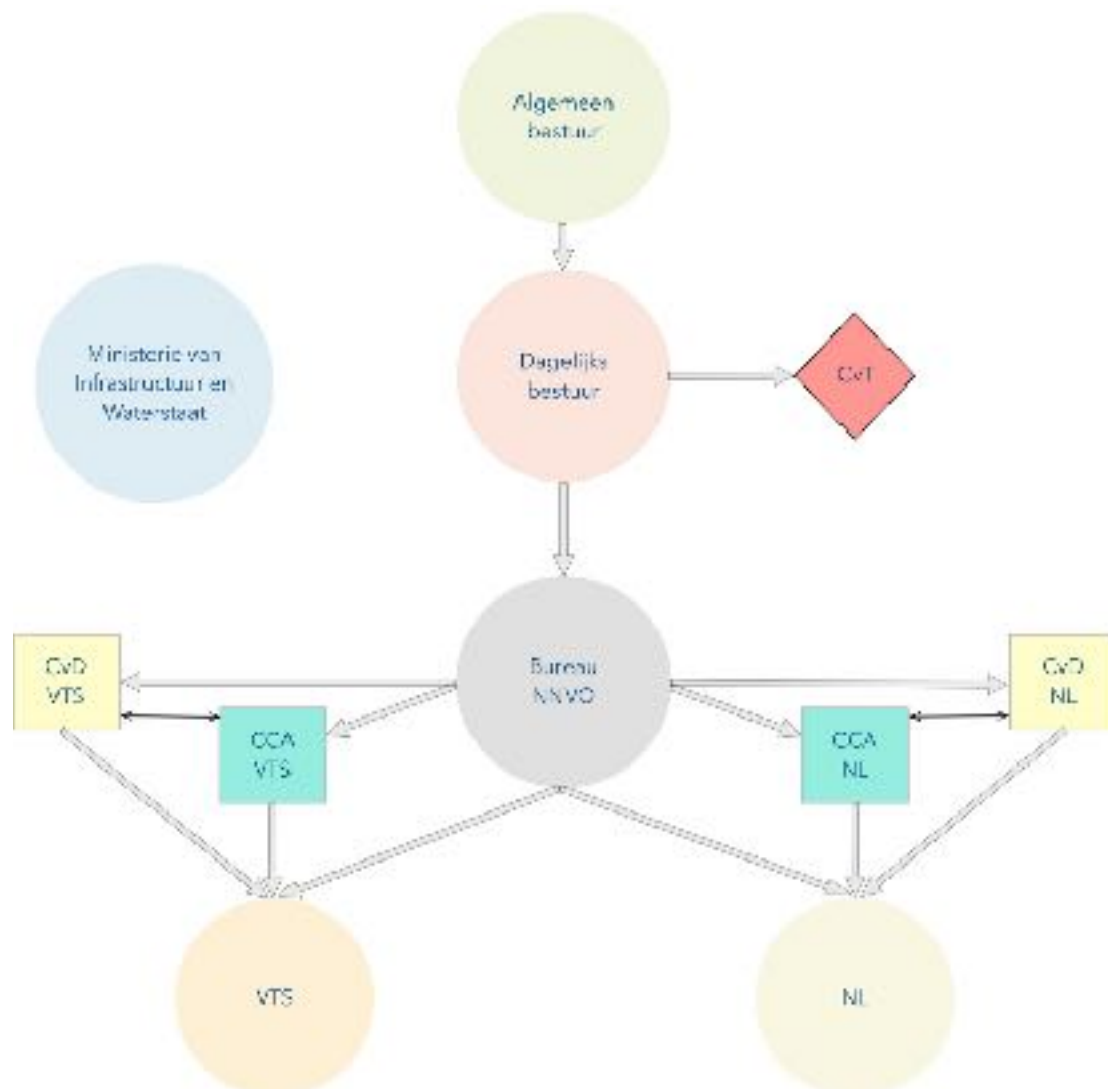 Algemeen
bestuur
Ministerie van
Infrastructuur en
Waterstaat
Dagelijks
bestuur
CvT
Bureau
NNVO
CvD
VTS
CCA
VTS
CCA
NL
CvD
NL
VTS
NL